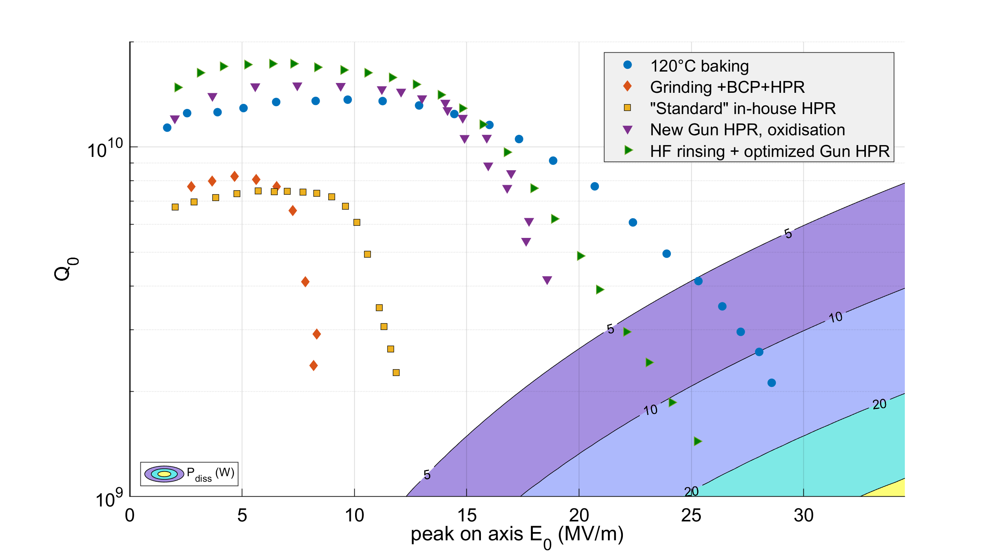 120°C baking
Grinding +BCP+HPR
"Standard" in-house HPR
New Gun HPR, oxidisation
HF rinsing + optimized Gun HPR
10^10
Q_0
10^9
5
5
5
10
10
20
20
P_diss (W)
0 5 10 15 20 25 30
peak on axis E_0 (MV/m)